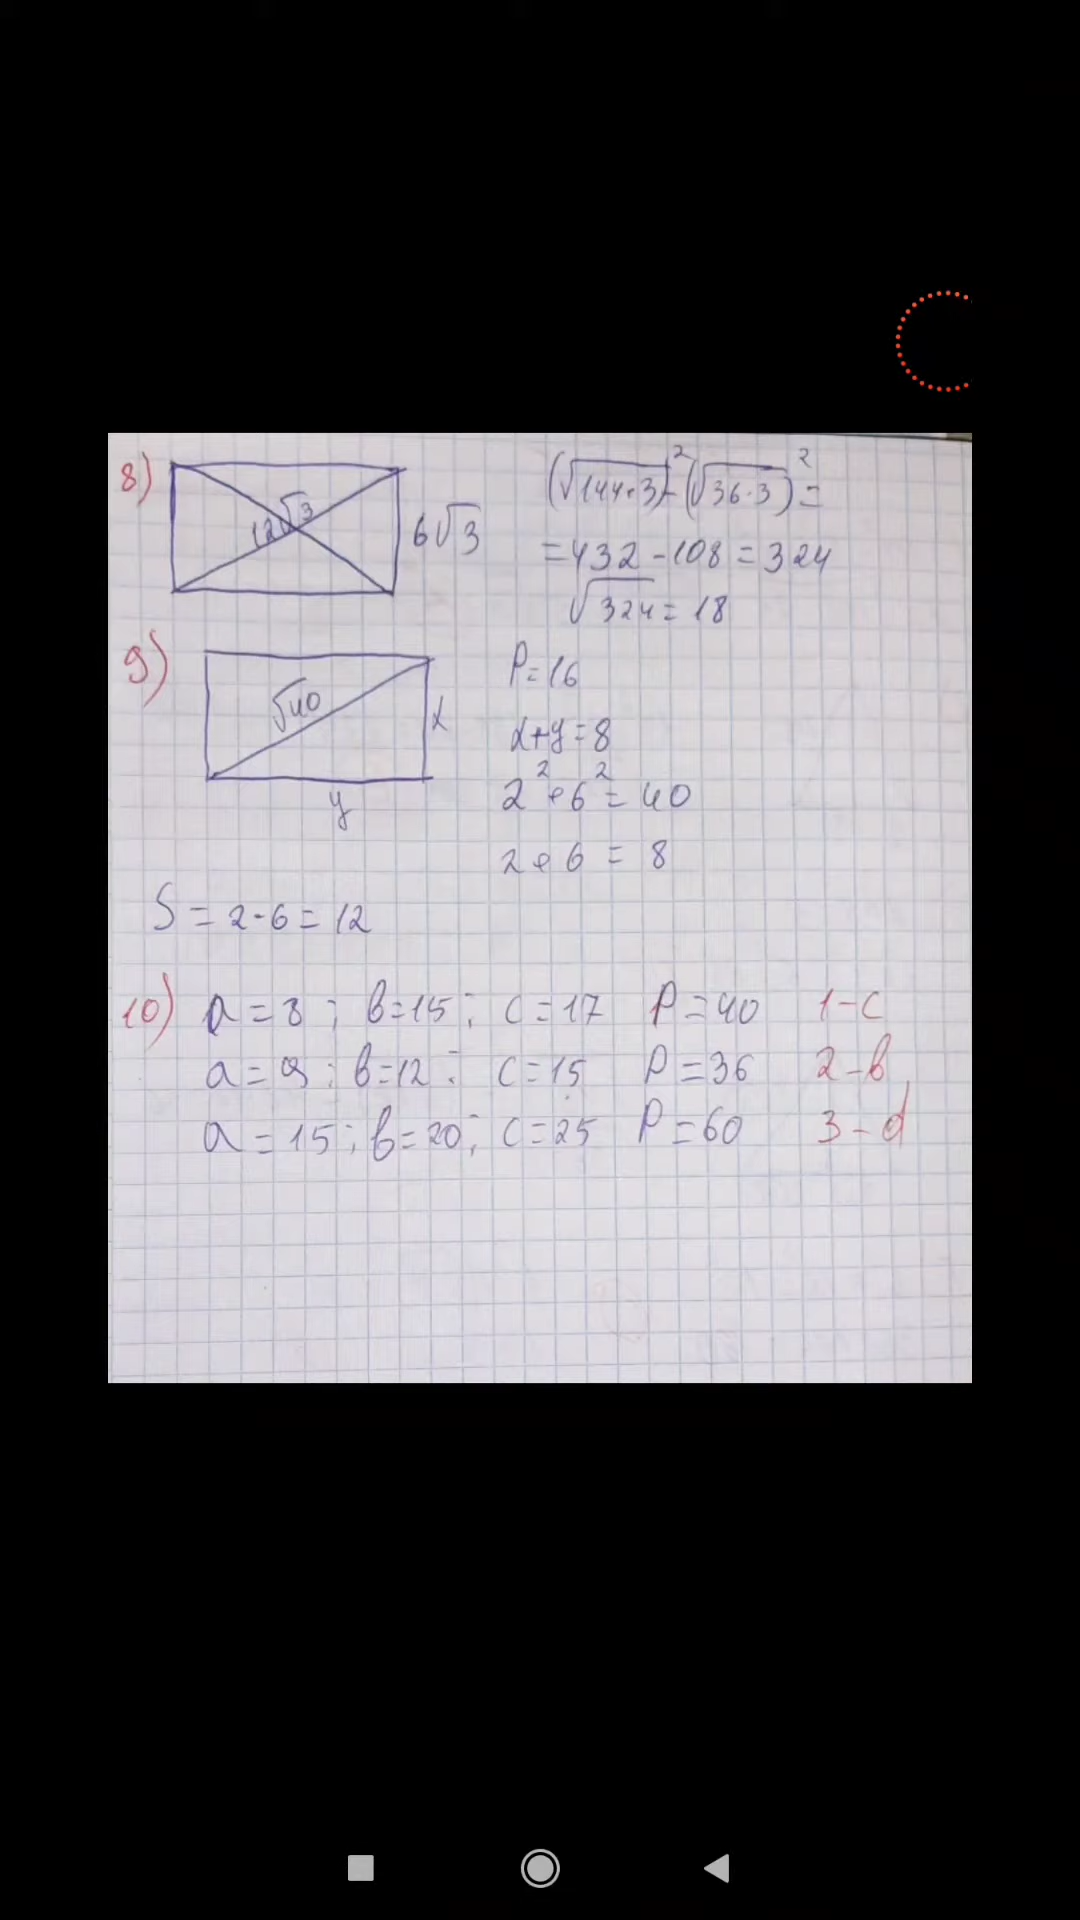 8) 12√3 6√3 (√144·3)² - (√36·3)² =
= 432 - 108 = 324
√324 = 18
9) √40 x y P = 16
x + y = 8
2² + 6² = 40
2 + 6 = 8
S = 2 · 6 = 12
10) a = 8 ; b = 15 ; c = 17 P = 40 1 - c
a = 9 ; b = 12 ; c = 15 P = 36 2 - b
a = 15 ; b = 20 ; c = 25 P = 60 3 - d